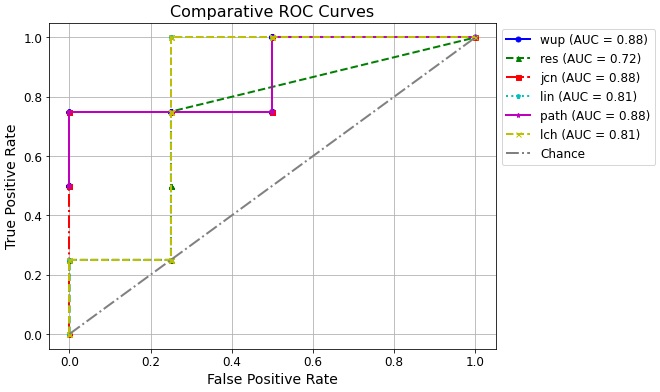 Comparative ROC Curves
True Positive Rate
1.0
0.8
0.6
0.4
0.2
0.0
0.0 0.2 0.4 0.6 0.8 1.0
False Positive Rate
wup (AUC = 0.88)
res (AUC = 0.72)
jcn (AUC = 0.88)
lin (AUC = 0.81)
path (AUC = 0.88)
lch (AUC = 0.81)
Chance